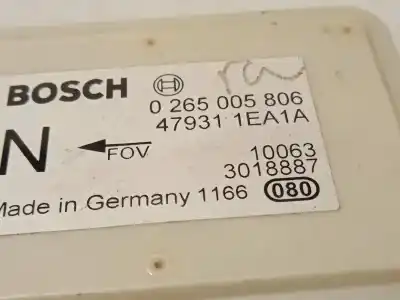 BOSCH
0 265 005 806
47931 1EA1A
N
FOV
10063
3018887
Made in Germany 1166
080